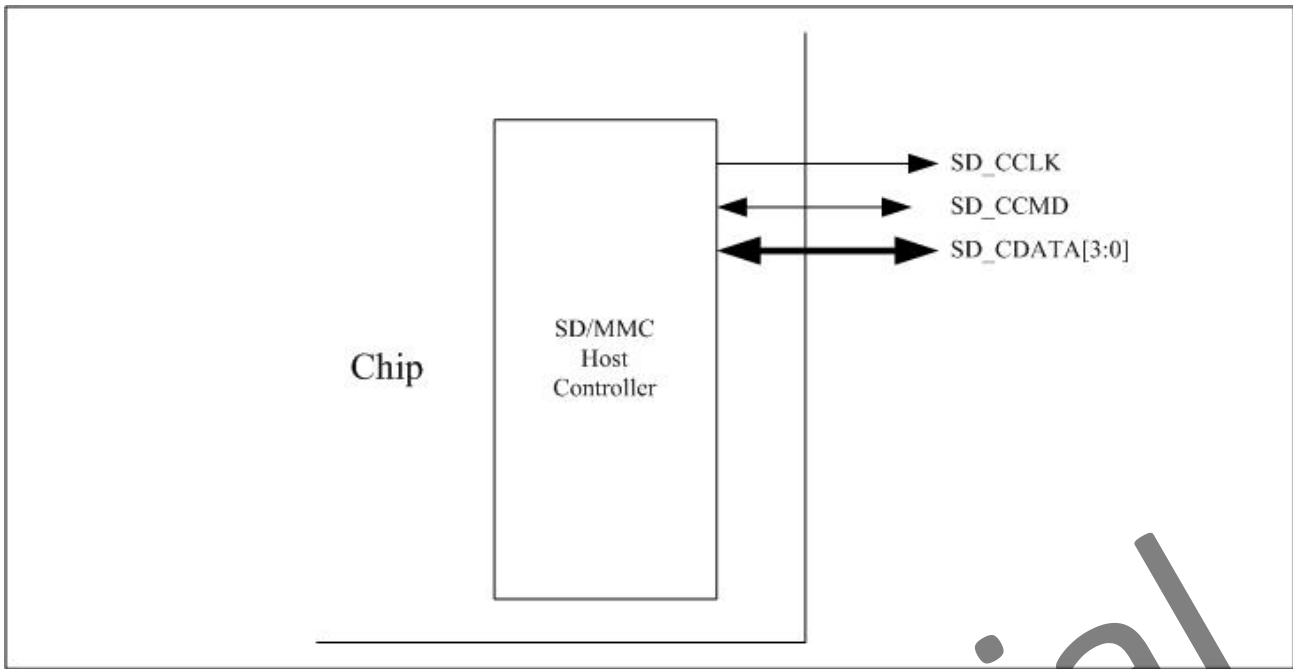 SD_CCLK
SD_CCMD
SD_CDATA[3:0]
Chip
SD/MMC
Host
Controller